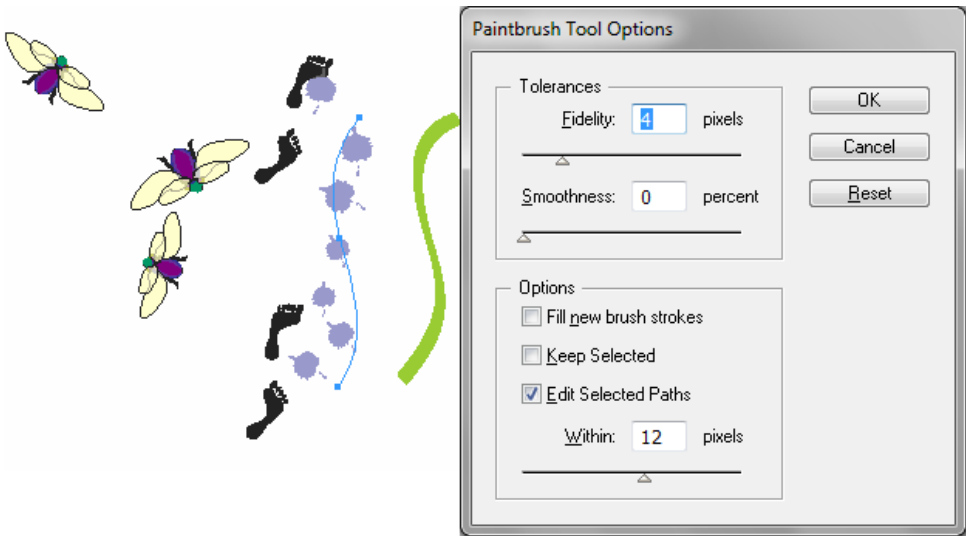 Paintbrush Tool Options
Tolerances
Fidelity: 4 pixels
Smoothness: 0 percent
Options
Fill new brush strokes
Keep Selected
Edit Selected Paths
Within: 12 pixels
OK
Cancel
Reset